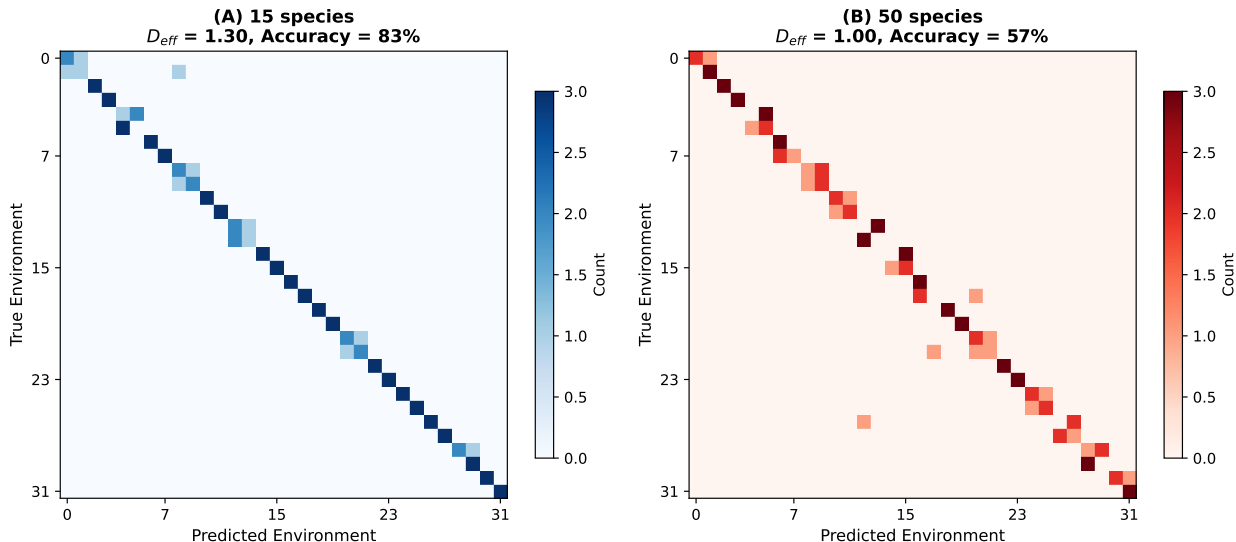 (A) 15 species
D_eff = 1.30, Accuracy = 83%
0
7
15
23
31
True Environment
0 7 15 23 31
Predicted Environment
3.0
2.5
2.0
1.5
1.0
0.5
0.0
Count
(B) 50 species
D_eff = 1.00, Accuracy = 57%
0
7
15
23
31
True Environment
0 7 15 23 31
Predicted Environment
3.0
2.5
2.0
1.5
1.0
0.5
0.0
Count